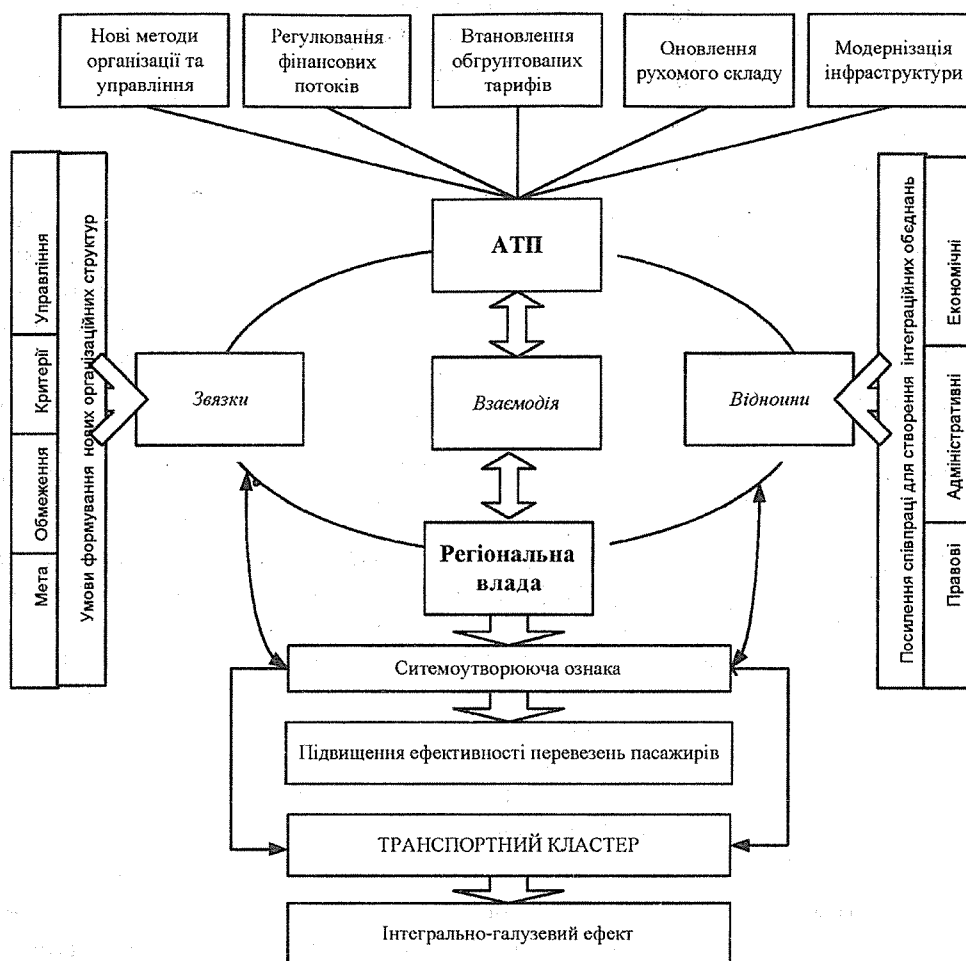 Нові методи
організації та
управління
Регулювання
фінансових
потоків
Втановлення
обгрунтованих
тарифів
Оновлення
рухомого складу
Модернізація
інфраструктури
Управління
Критерії
Обмеження
Мета
Умови формування нових організаційних структур
АТП
Звязки
Взаємодія
Відноини
Регіональна
влада
Посилення співпраці для створення інтеграційних обєднань
Економічні
Адміністративні
Правові
Ситемоутворююча ознака
Підвищення ефективності перевезень пасажирів
ТРАНСПОРТНИЙ КЛАСТЕР
Інтегрально-галузевий ефект